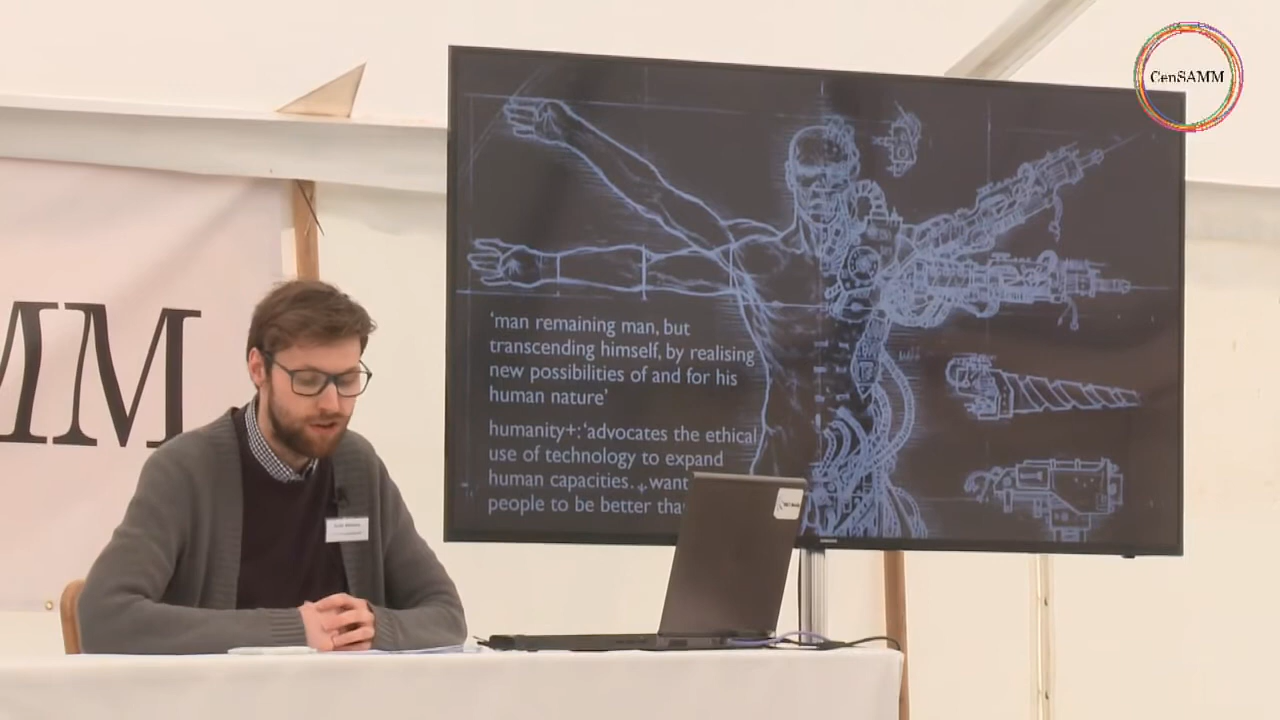 CenSAMM
'man remaining man, but
transcending himself, by realising
new possibilities of and for his
human nature'
humanity+: 'advocates the ethical
use of technology to expand
human capacities. . want
people to be better tha
MM